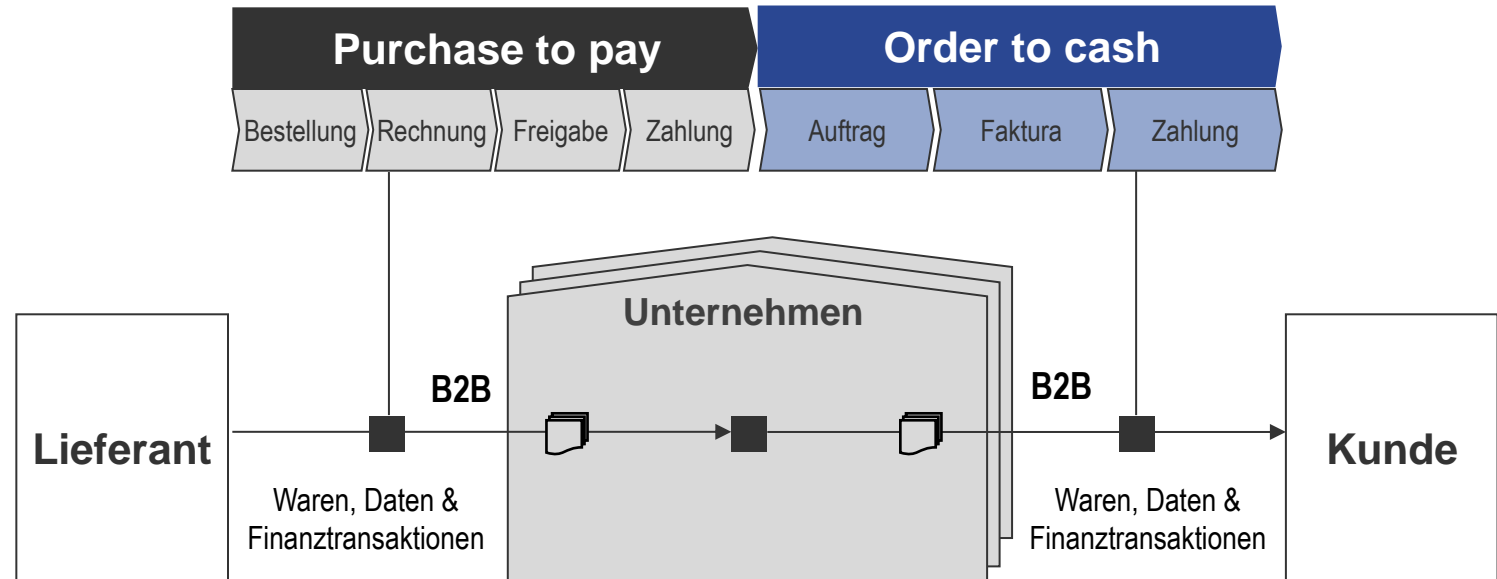 Purchase to pay
Order to cash
Bestellung
Rechnung
Freigabe
Zahlung
Auftrag
Faktura
Zahlung
Unternehmen
B2B
B2B
Lieferant
Kunde
Waren, Daten &
Finanztransaktionen
Waren, Daten &
Finanztransaktionen